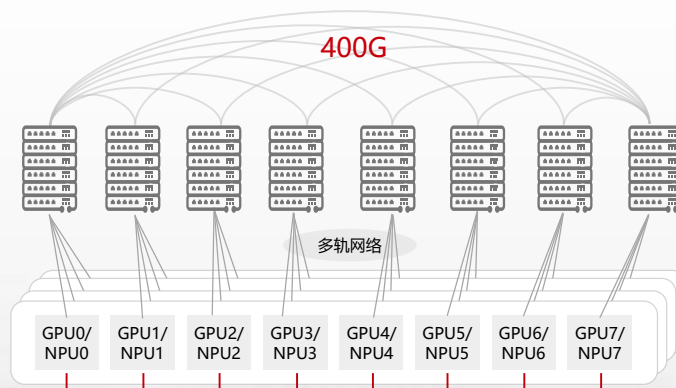 400G
多轨网络
GPU0/ GPU1/ GPU2/ GPU3/ GPU4/ GPU5/ GPU6/ GPU7/
NPU0 NPU1 NPU2 NPU3 NPU4 NPU5 NPU6 NPU7